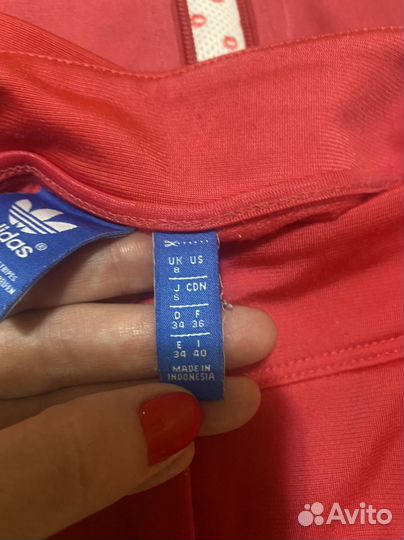 adidas®
UK US
8
J CDN
S
D F
34 36
E I
34 40
MADE IN
INDONESIA
Avito